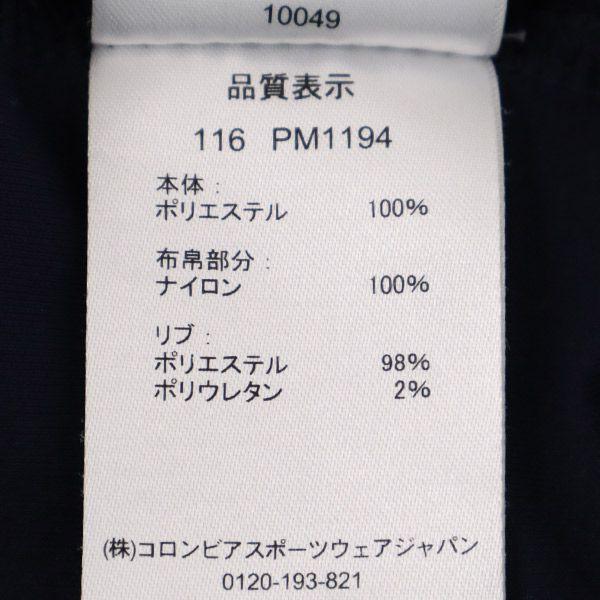 10049
品質表示
116 PM1194
本体 :
ポリエステル 100%
布帛部分 :
ナイロン 100%
リブ :
ポリエステル 98%
ポリウレタン 2%
(株)コロンビアスポーツウェアジャパン
0120-193-821